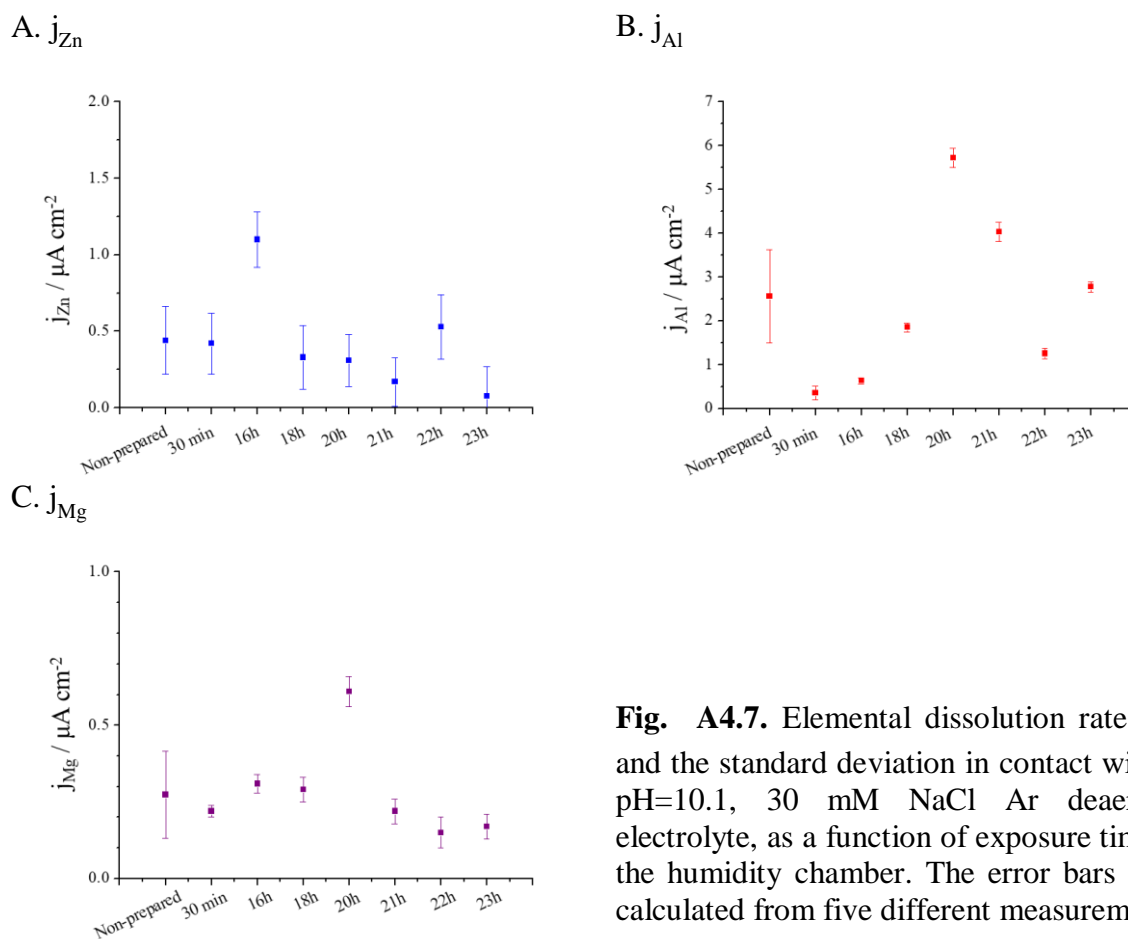 A. jZn
B. jAl
2.0
1.5
1.0
0.5
0.0
jZn / μA cm-2
Non-prepared 30 min 16h 18h 20h 21h 22h 23h
7
6
5
4
3
2
1
0
jAl / μA cm-2
Non-prepared 30 min 16h 18h 20h 21h 22h 23h
C. jMg
1.0
0.5
0.0
jMg / μA cm-2
Non-prepared 30 min 16h 18h 20h 21h 22h 23h
Fig. A4.7. Elemental dissolution rate
and the standard deviation in contact wi
pH=10.1, 30 mM NaCl Ar deaer
electrolyte, as a function of exposure tin
the humidity chamber. The error bars
calculated from five different measurem